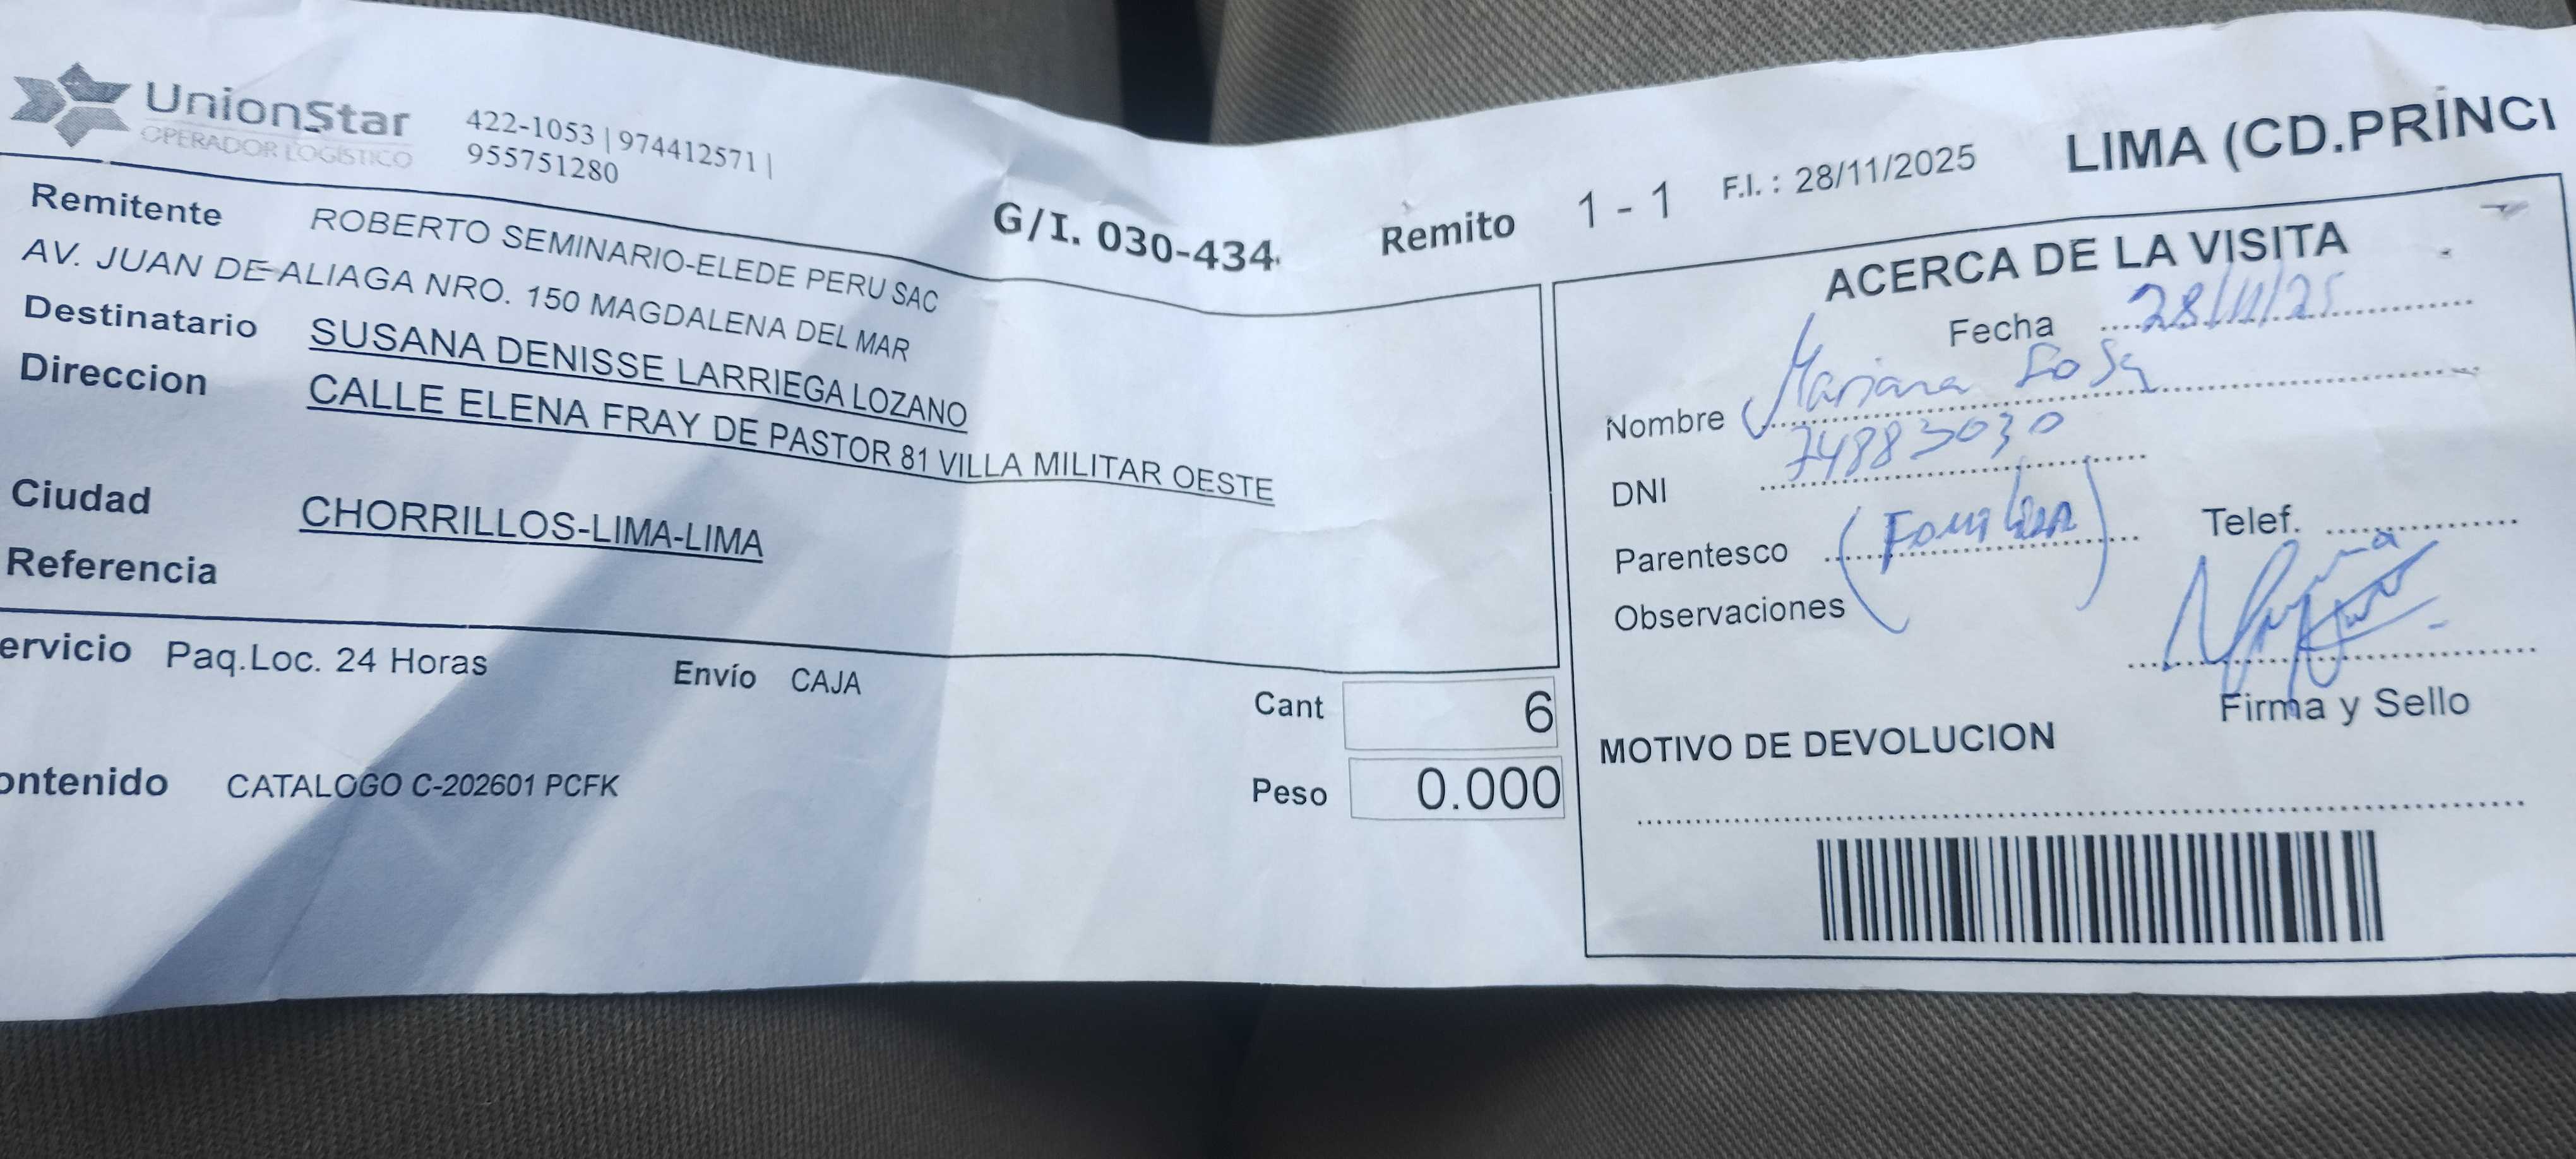 UnionStar
OPERADOR LOGÍSTICO
422-1053 | 974412571 |
955751280
G/I. 030-434
Remito 1 - 1 F.I. : 28/11/2025 LIMA (CD.PRINCI
Remitente ROBERTO SEMINARIO-ELEDE PERU SAC
AV. JUAN DE ALIAGA NRO. 150 MAGDALENA DEL MAR
Destinatario SUSANA DENISSE LARRIEGA LOZANO
Direccion CALLE ELENA FRAY DE PASTOR 81 VILLA MILITAR OESTE
Ciudad CHORRILLOS-LIMA-LIMA
Referencia
ervicio Paq.Loc. 24 Horas Envío CAJA
Cant 6
ontenido CATALOGO C-202601 PCFK
Peso 0.000
ACERCA DE LA VISITA
Fecha 28/11/25
Nombre Mariana Sosa
DNI 74883030
Parentesco (Familiar) Telef.
Observaciones
Firma y Sello
MOTIVO DE DEVOLUCION